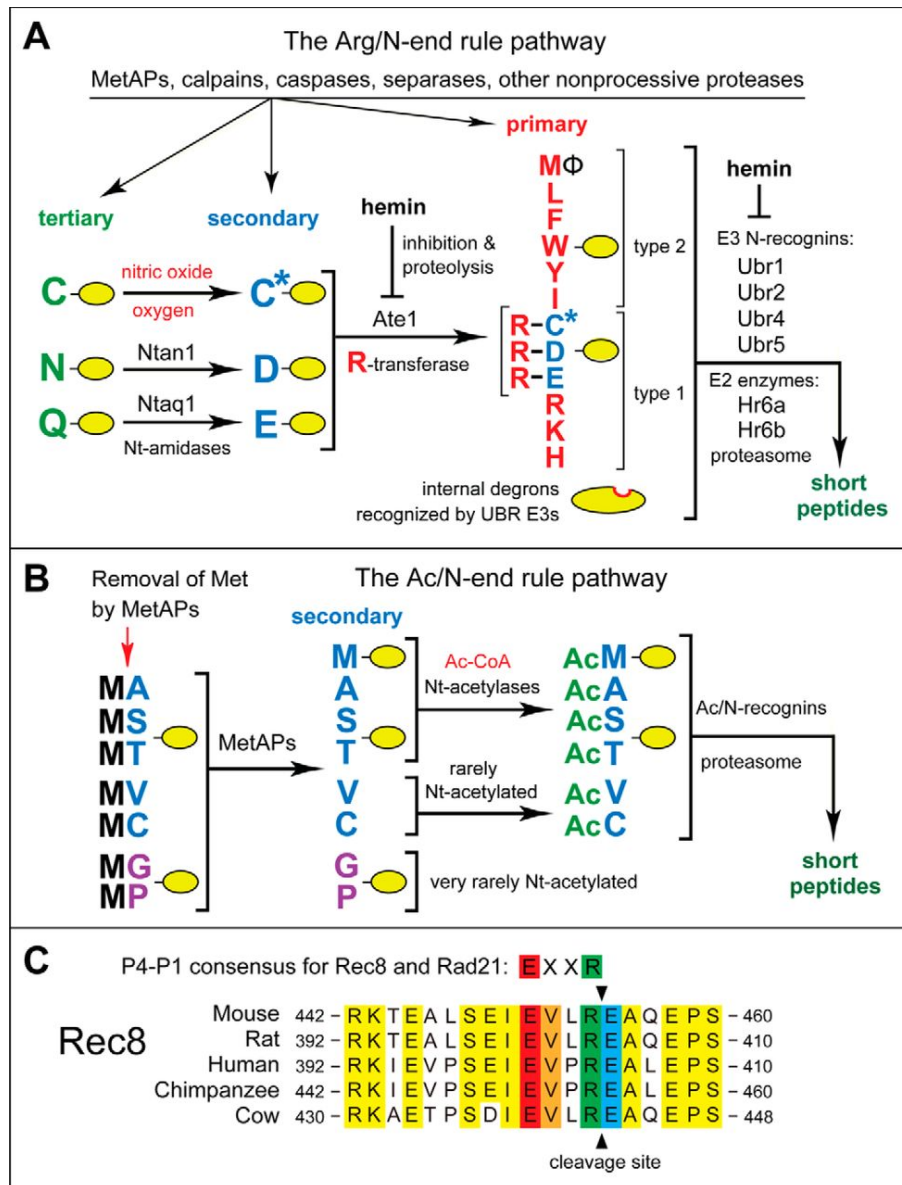 A
The Arg/N-end rule pathway
MetAPs, calpains, caspases, separases, other nonprocessive proteases
primary
tertiary
secondary
hemin
inhibition &
proteolysis
C
nitric oxide
oxygen
C*
N
Ntan1
D
Q
Ntaq1
Nt-amidases
E
Ate1
R-transferase
MΦ
L
F
W
Y
I
type 2
R-C*
R-D
R-E
R
K
H
type 1
internal degrons
recognized by UBR E3s
hemin
E3 N-recognins:
Ubr1
Ubr2
Ubr4
Ubr5
E2 enzymes:
Hr6a
Hr6b
proteasome
short
peptides
B
Removal of Met
by MetAPs
The Ac/N-end rule pathway
secondary
MA
MS
MT
MV
MC
MG
MP
MetAPs
M
A
S
T
V
C
G
P
Ac-CoA
Nt-acetylases
rarely
Nt-acetylated
very rarely Nt-acetylated
AcM
AcA
AcS
AcT
AcV
AcC
Ac/N-recognins
proteasome
short
peptides
C
P4-P1 consensus for Rec8 and Rad21: E X X R
Rec8
Mouse 442 – R K T E A L S E I E V L R E A Q E P S – 460
Rat 392 – R K T E A L S E I E V L R E A Q E P S – 410
Human 392 – R K I E V P S E I E V P R E A L E P S – 410
Chimpanzee 442 – R K I E V P S E I E V P R E A L E P S – 460
Cow 430 – R K A E T P S D I E V L R E A Q E P S – 448
cleavage site